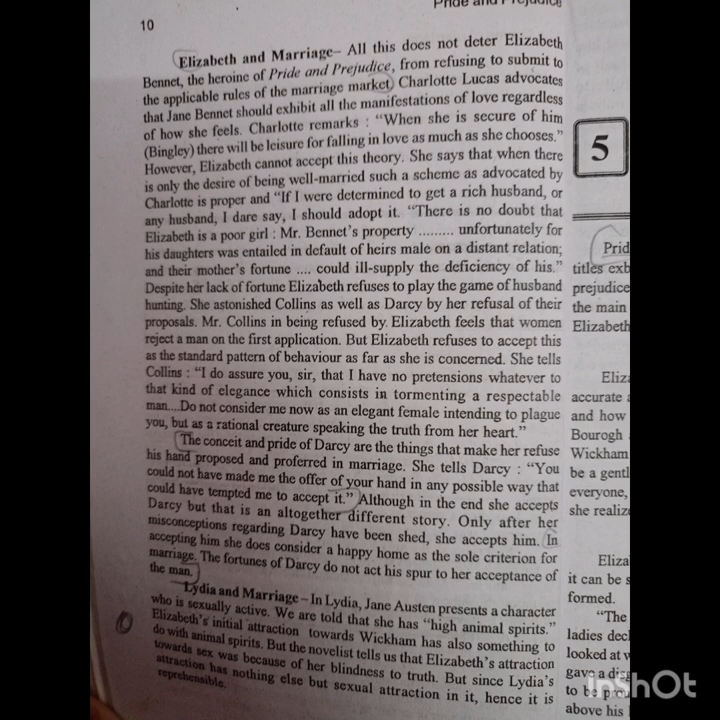 Pride and Prejudice
10
Elizabeth and Marriage– All this does not deter Elizabeth
Bennet, the heroine of Pride and Prejudice, from refusing to submit to
the applicable rules of the marriage market. Charlotte Lucas advocates
that Jane Bennet should exhibit all the manifestations of love regardless
of how she feels. Charlotte remarks : “When she is secure of him
(Bingley) there will be leisure for falling in love as much as she chooses.”
However, Elizabeth cannot accept this theory. She says that when there
is only the desire of being well-married such a scheme as advocated by
Charlotte is proper and “If I were determined to get a rich husband, or
any husband, I dare say, I should adopt it. “There is no doubt that
Elizabeth is a poor girl : Mr. Bennet’s property ......... unfortunately for
his daughters was entailed in default of heirs male on a distant relation;
and their mother’s fortune .... could ill-supply the deficiency of his.”
Despite her lack of fortune Elizabeth refuses to play the game of husband
hunting. She astonished Collins as well as Darcy by her refusal of their
proposals. Mr. Collins in being refused by Elizabeth feels that women
reject a man on the first application. But Elizabeth refuses to accept this
as the standard pattern of behaviour as far as she is concerned. She tells
Collins : “I do assure you, sir, that I have no pretensions whatever to
that kind of elegance which consists in tormenting a respectable
man....Do not consider me now as an elegant female intending to plague
you, but as a rational creature speaking the truth from her heart.”
The conceit and pride of Darcy are the things that make her refuse
his hand proposed and proferred in marriage. She tells Darcy : “You
could not have made me the offer of your hand in any possible way that
could have tempted me to accept it.” Although in the end she accepts
Darcy but that is an altogether different story. Only after her
misconceptions regarding Darcy have been shed, she accepts him. In
accepting him she does consider a happy home as the sole criterion for
marriage. The fortunes of Darcy do not act his spur to her acceptance of
the man.
Lydia and Marriage – In Lydia, Jane Austen presents a character
who is sexually active. We are told that she has “high animal spirits.”
Elizabeth’s initial attraction towards Wickham has also something to
do with animal spirits. But the novelist tells us that Elizabeth’s attraction
towards sex was because of her blindness to truth. But since Lydia’s
attraction has nothing else but sexual attraction in it, hence it is
reprehensible.
5
Prid
titles exb
prejudice
the main
Elizabeth
Eliza
accurate
and how
Bourogh
Wickham
be a gentl
everyone,
she realiz
Eliza
it can be s
formed.
“The
ladies decl
looked at w
gave a disg
to be prou
above his
InShOt